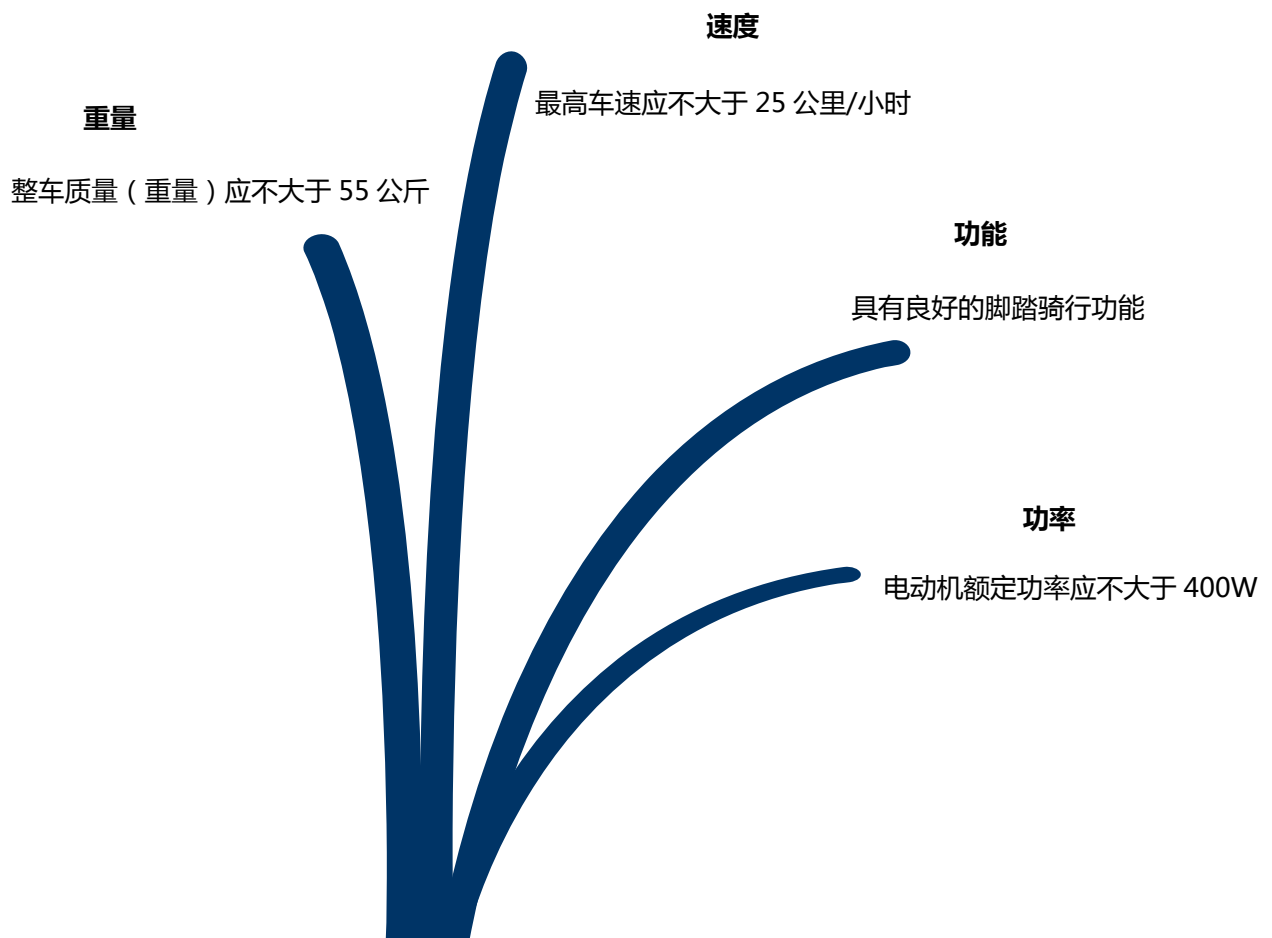 速度
最高车速应不大于 25 公里/小时
重量
整车质量（重量）应不大于 55 公斤
功能
具有良好的脚踏骑行功能
功率
电动机额定功率应不大于 400W